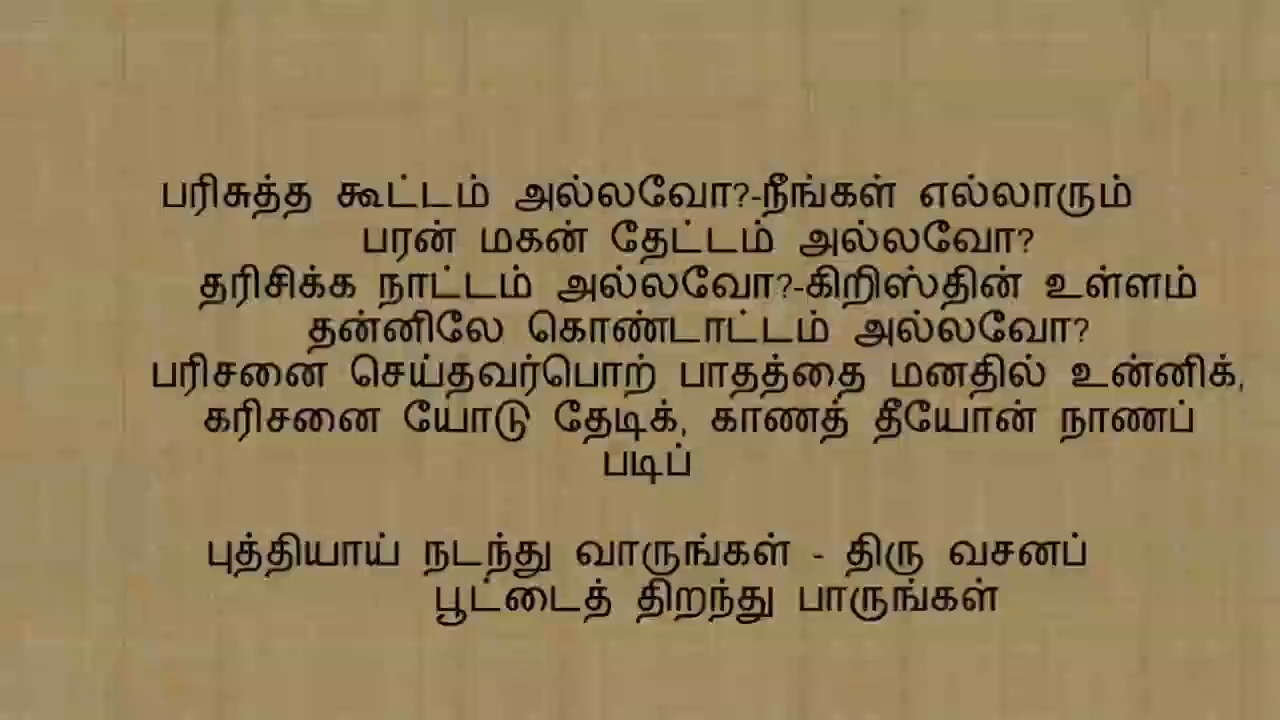 பரிசுத்த கூட்டம் அல்லவோ?-நீங்கள் எல்லாரும்
பரன் மகன் தேட்டம் அல்லவோ?
தரிசிக்க நாட்டம் அல்லவோ?-கிறிஸ்தின் உள்ளம்
தன்னிலே கொண்டாட்டம் அல்லவோ?
பரிசனை செய்தவர்பொற் பாதத்தை மனதில் உன்னிக்,
கரிசனை யோடு தேடிக், காணத் தீயோன் நாணப்
படிப்
புத்தியாய் நடந்து வாருங்கள் - திரு வசனப்
பூட்டைத் திறந்து பாருங்கள்